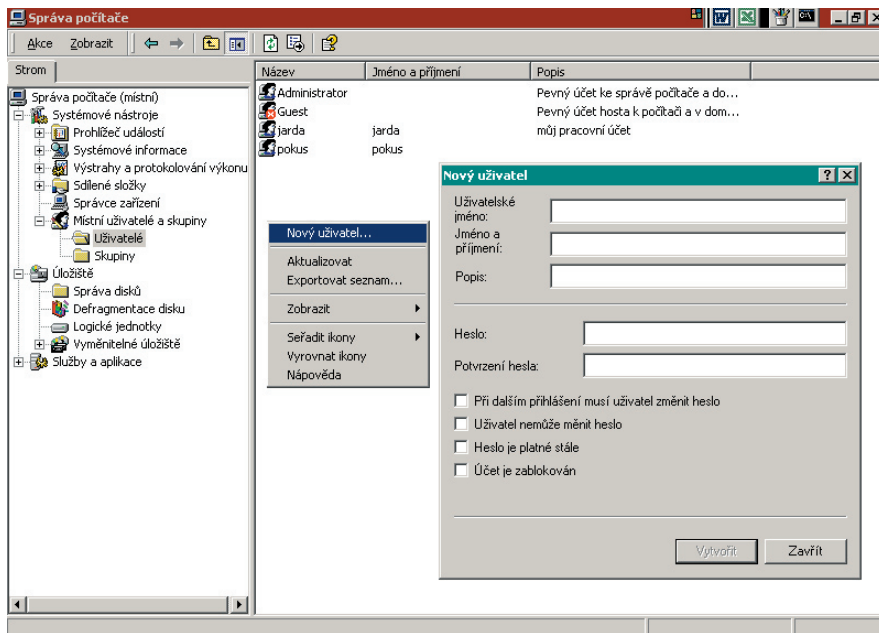 Správa počítače
Akce Zobrazit
Strom
Správa počítače (místní)
Systémové nástroje
Prohlížeč událostí
Systémové informace
Výstrahy a protokolování výkonu
Sdílené složky
Správce zařízení
Místní uživatelé a skupiny
Uživatelé
Skupiny
Úložiště
Správa disků
Defragmentace disku
Logické jednotky
Vyměnitelné úložiště
Služby a aplikace
Název Jméno a příjmení Popis
Administrator Pevný účet ke správě počítače a do...
Guest Pevný účet hosta k počítači a v dom...
jarda jarda můj pracovní účet
pokus pokus
Nový uživatel...
Aktualizovat
Exportovat seznam...
Zobrazit
Seřadit ikony
Vyrovnat ikony
Nápověda
Nový uživatel
Uživatelské
jméno:
Jméno a
příjmení:
Popis:
Heslo:
Potvrzení hesla:
Při dalším přihlášení musí uživatel změnit heslo
Uživatel nemůže měnit heslo
Heslo je platné stále
Účet je zablokován
Vytvořit Zavřít